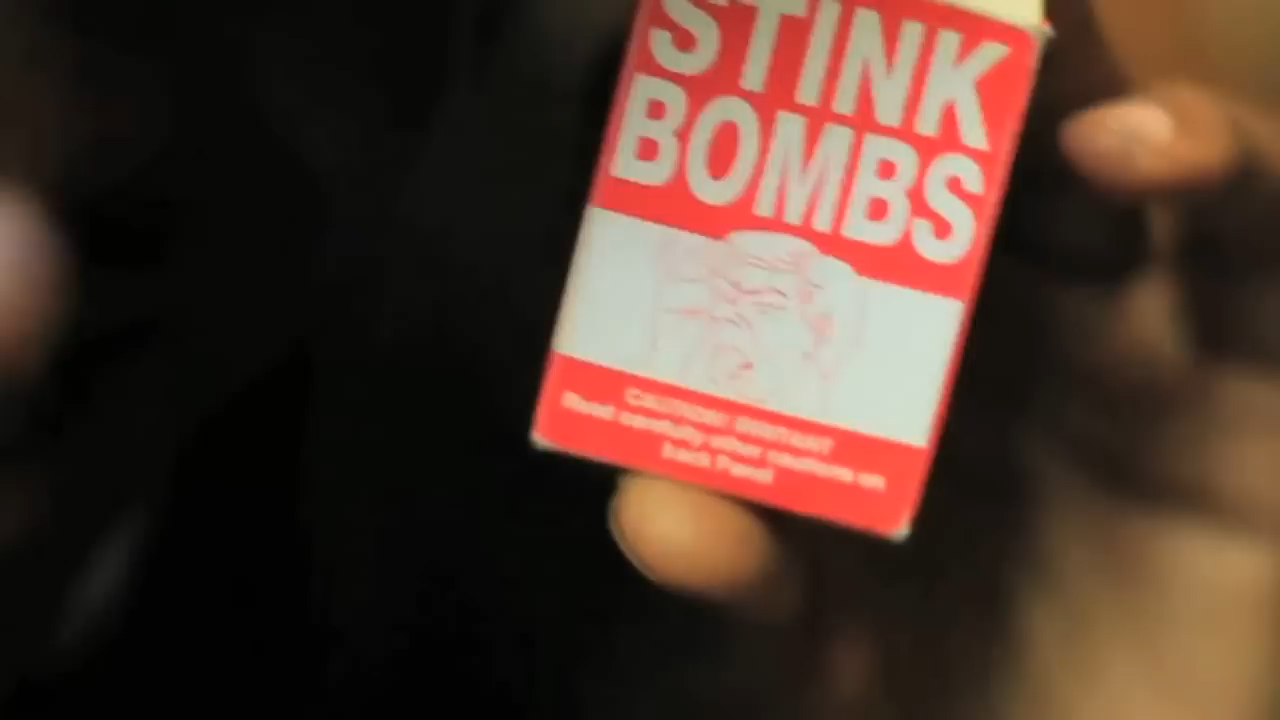 STINK
BOMBS
CAUTION: IRRITANT
Read carefully other cautions on
back Panel